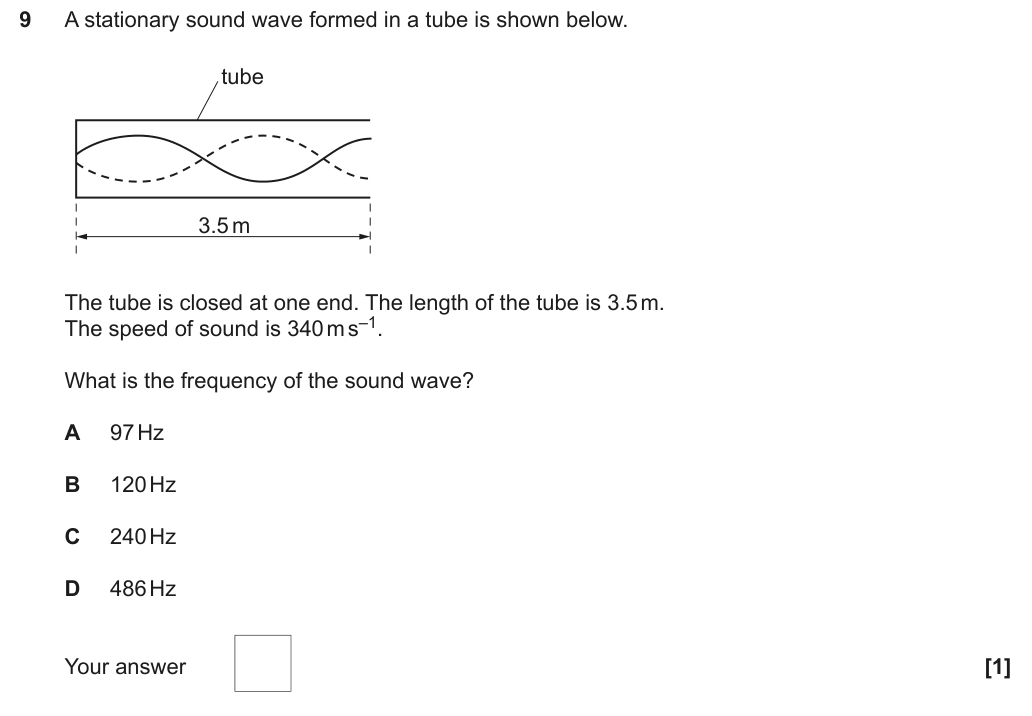 9 A stationary sound wave formed in a tube is shown below.
tube
3.5 m
The tube is closed at one end. The length of the tube is 3.5 m.
The speed of sound is 340 m s⁻¹.
What is the frequency of the sound wave?
A 97 Hz
B 120 Hz
C 240 Hz
D 486 Hz
Your answer [1]